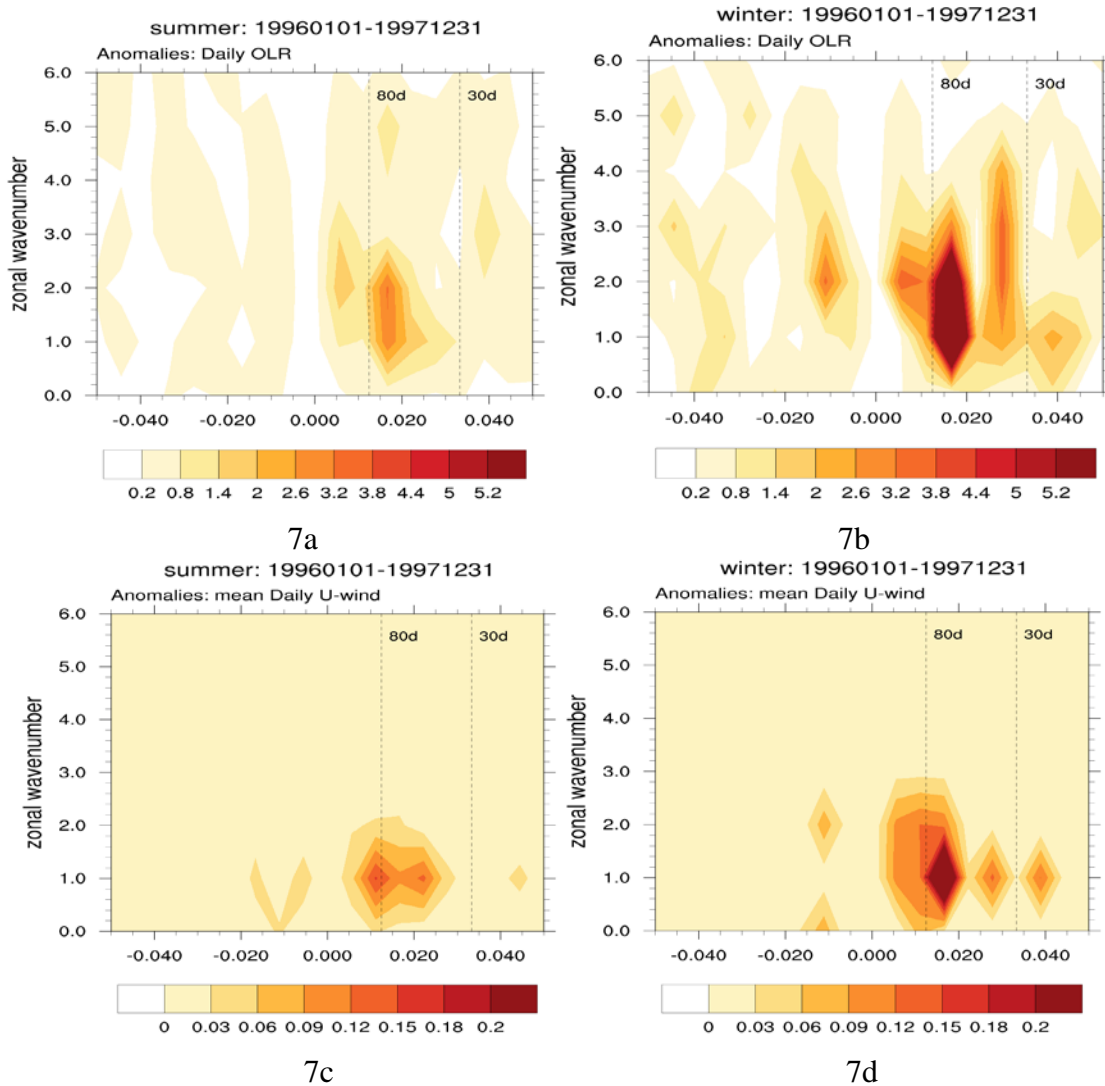 summer: 19960101-19971231
Anomalies: Daily OLR
80d 30d
zonal wavenumber
6.0
5.0
4.0
3.0
2.0
1.0
0.0
-0.040 -0.020 0.000 0.020 0.040
0.2 0.8 1.4 2 2.6 3.2 3.8 4.4 5 5.2
7a
winter: 19960101-19971231
Anomalies: Daily OLR
80d 30d
zonal wavenumber
6.0
5.0
4.0
3.0
2.0
1.0
0.0
-0.040 -0.020 0.000 0.020 0.040
0.2 0.8 1.4 2 2.6 3.2 3.8 4.4 5 5.2
7b
summer: 19960101-19971231
Anomalies: mean Daily U-wind
80d 30d
zonal wavenumber
6.0
5.0
4.0
3.0
2.0
1.0
0.0
-0.040 -0.020 0.000 0.020 0.040
0 0.03 0.06 0.09 0.12 0.15 0.18 0.2
7c
winter: 19960101-19971231
Anomalies: mean Daily U-wind
80d 30d
zonal wavenumber
6.0
5.0
4.0
3.0
2.0
1.0
0.0
-0.040 -0.020 0.000 0.020 0.040
0 0.03 0.06 0.09 0.12 0.15 0.18 0.2
7d